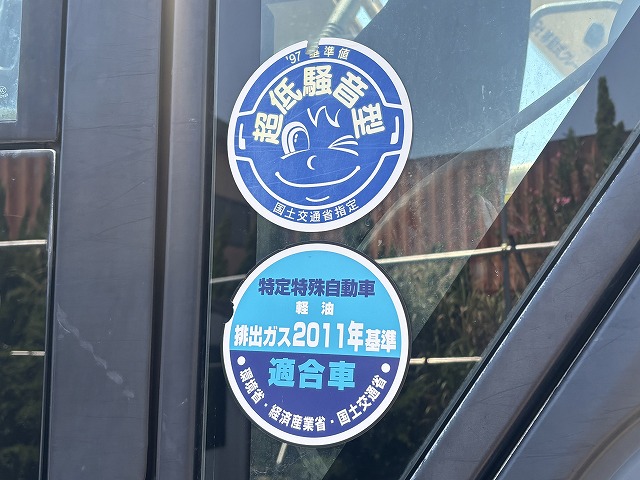 '97 基準値
超低騒音型
国土交通省指定
特定特殊自動車
軽油
排出ガス2011年基準
適合車
・環境省・経済産業省・国土交通省・